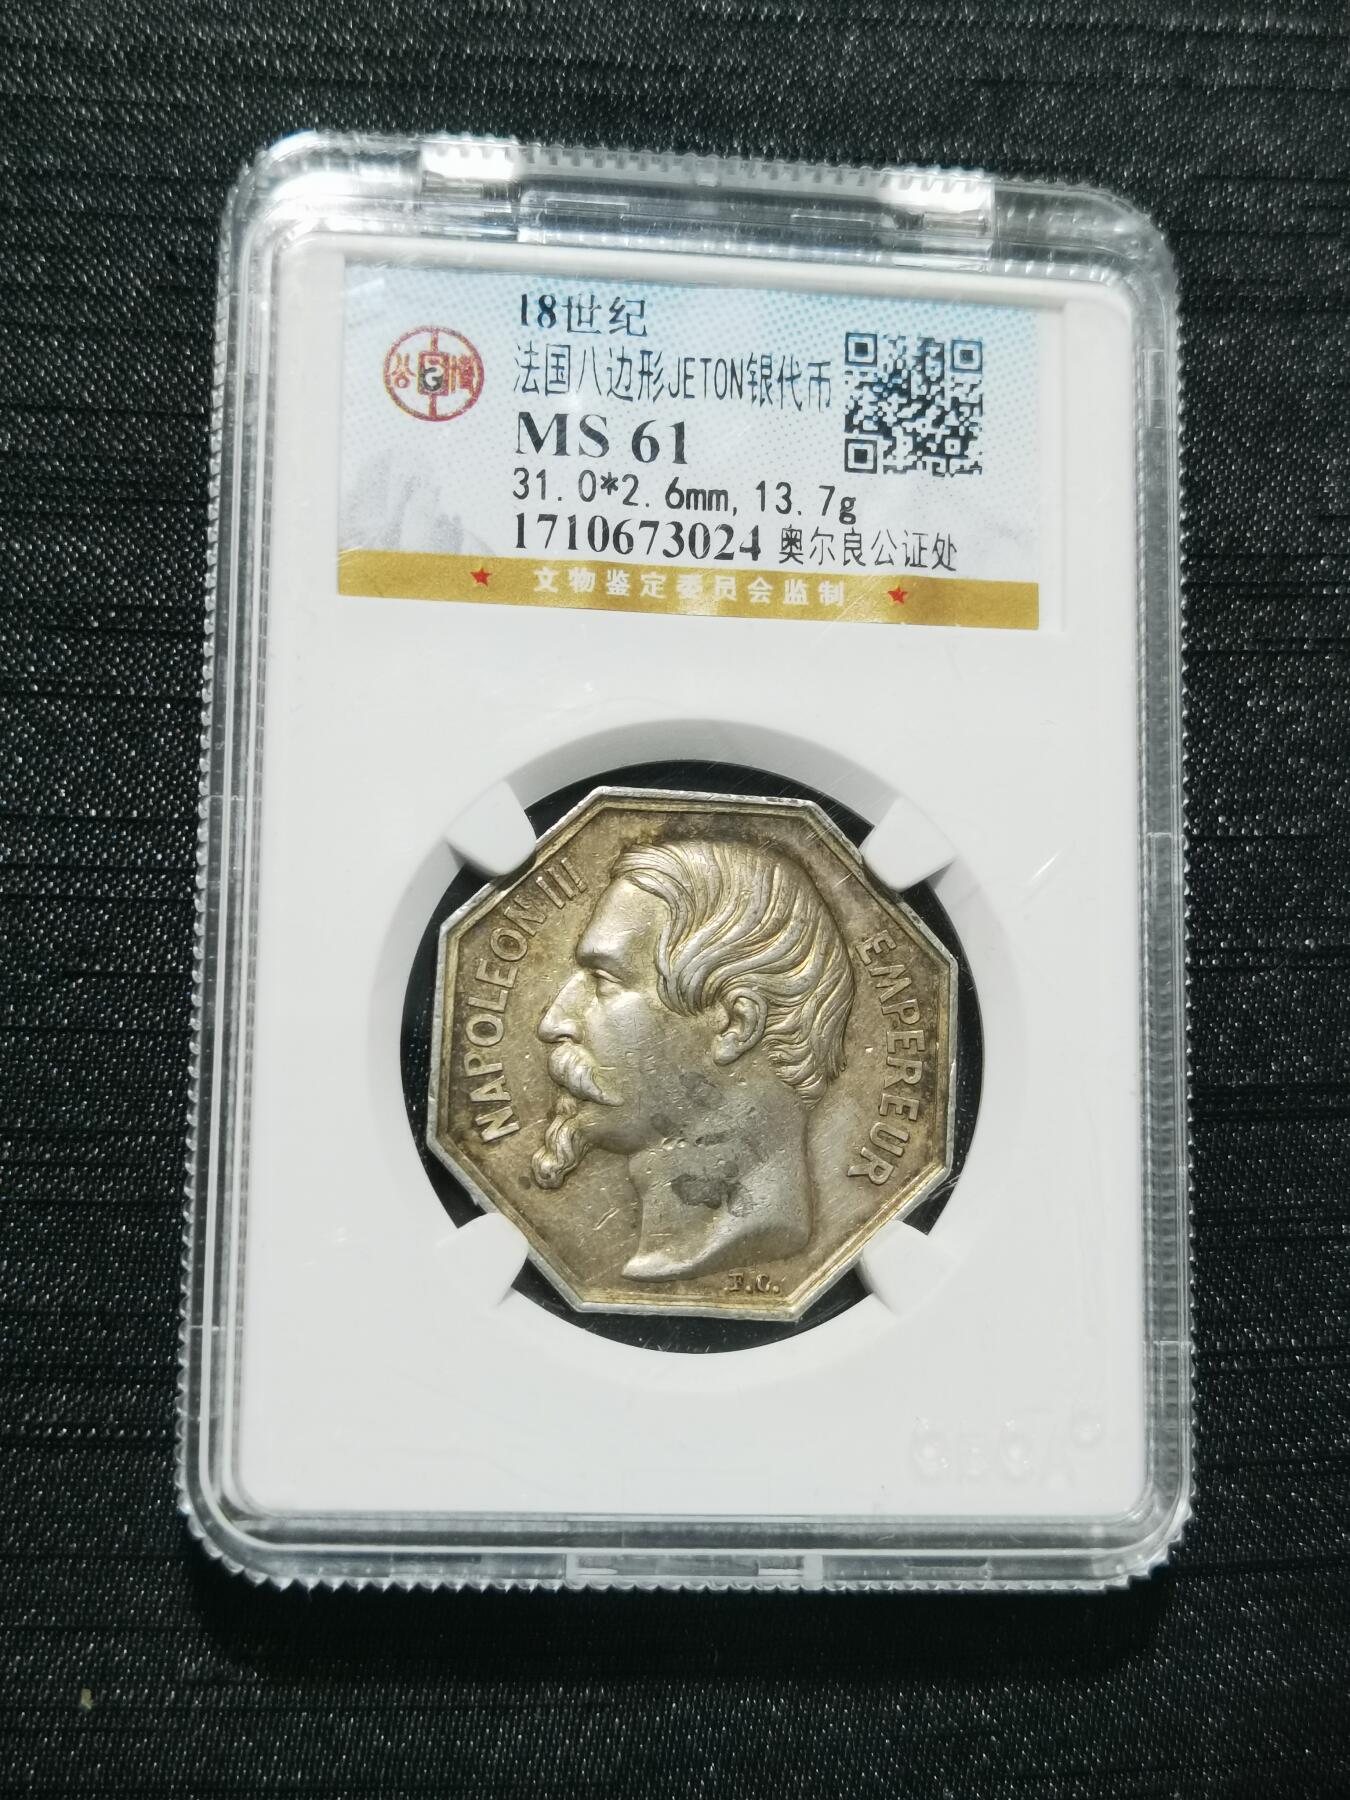 18世纪
法国八边形JETON银代币
MS 61
31.0*2.6mm,13.7g
1710673024 奥尔良公证处
★ 文物鉴定委员会监制 ★
NAPOLEON III
EMPEREUR
F.C.